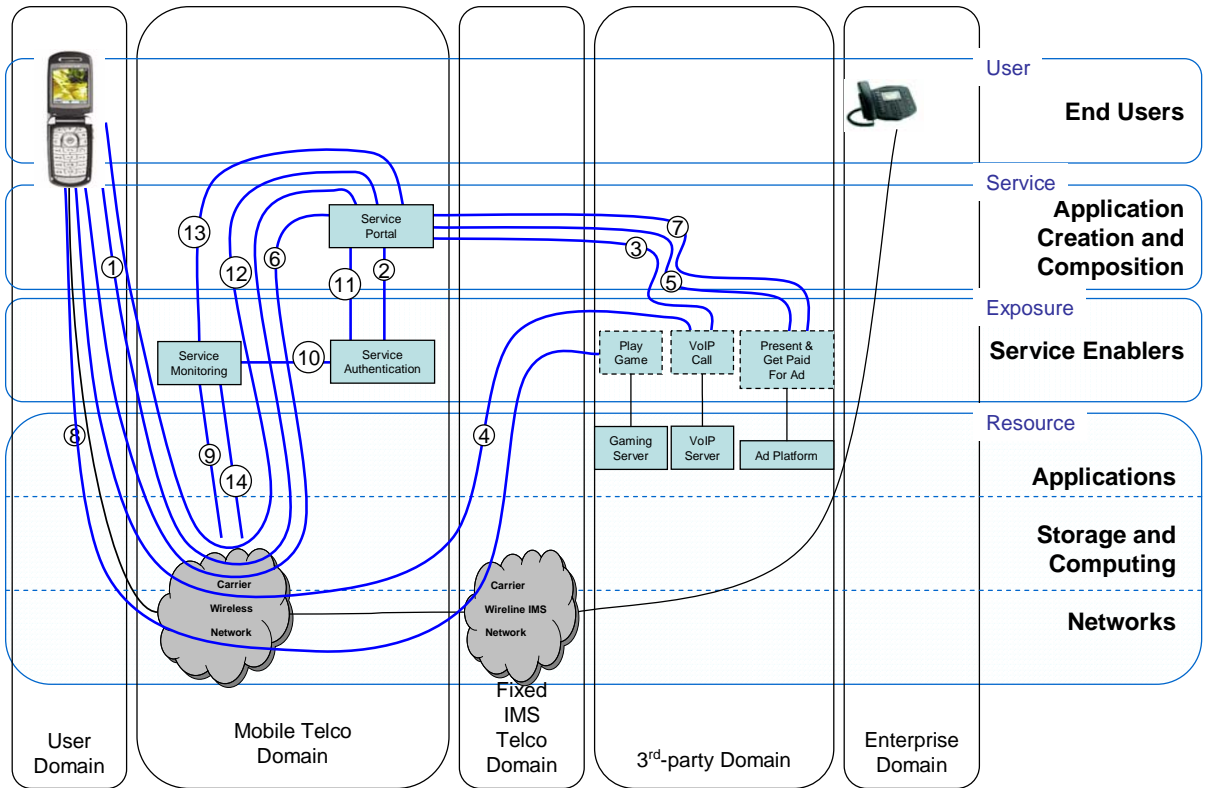 User
End Users
Service
Application
Creation and
Composition
7
13
Service
Portal
3
12
6
11
2
5
1
Exposure
Service Enablers
Service
Monitoring
10
Service
Authentication
Play
Game
VoIP
Call
Present &
Get Paid
For Ad
Resource
8
9
14
4
Gaming
Server
VoIP
Server
Ad Platform
Applications
Storage and
Computing
Carrier
Wireless
Network
Carrier
Wireline IMS
Network
Networks
User
Domain
Mobile Telco
Domain
Fixed
IMS
Telco
Domain
3rd-party Domain
Enterprise
Domain